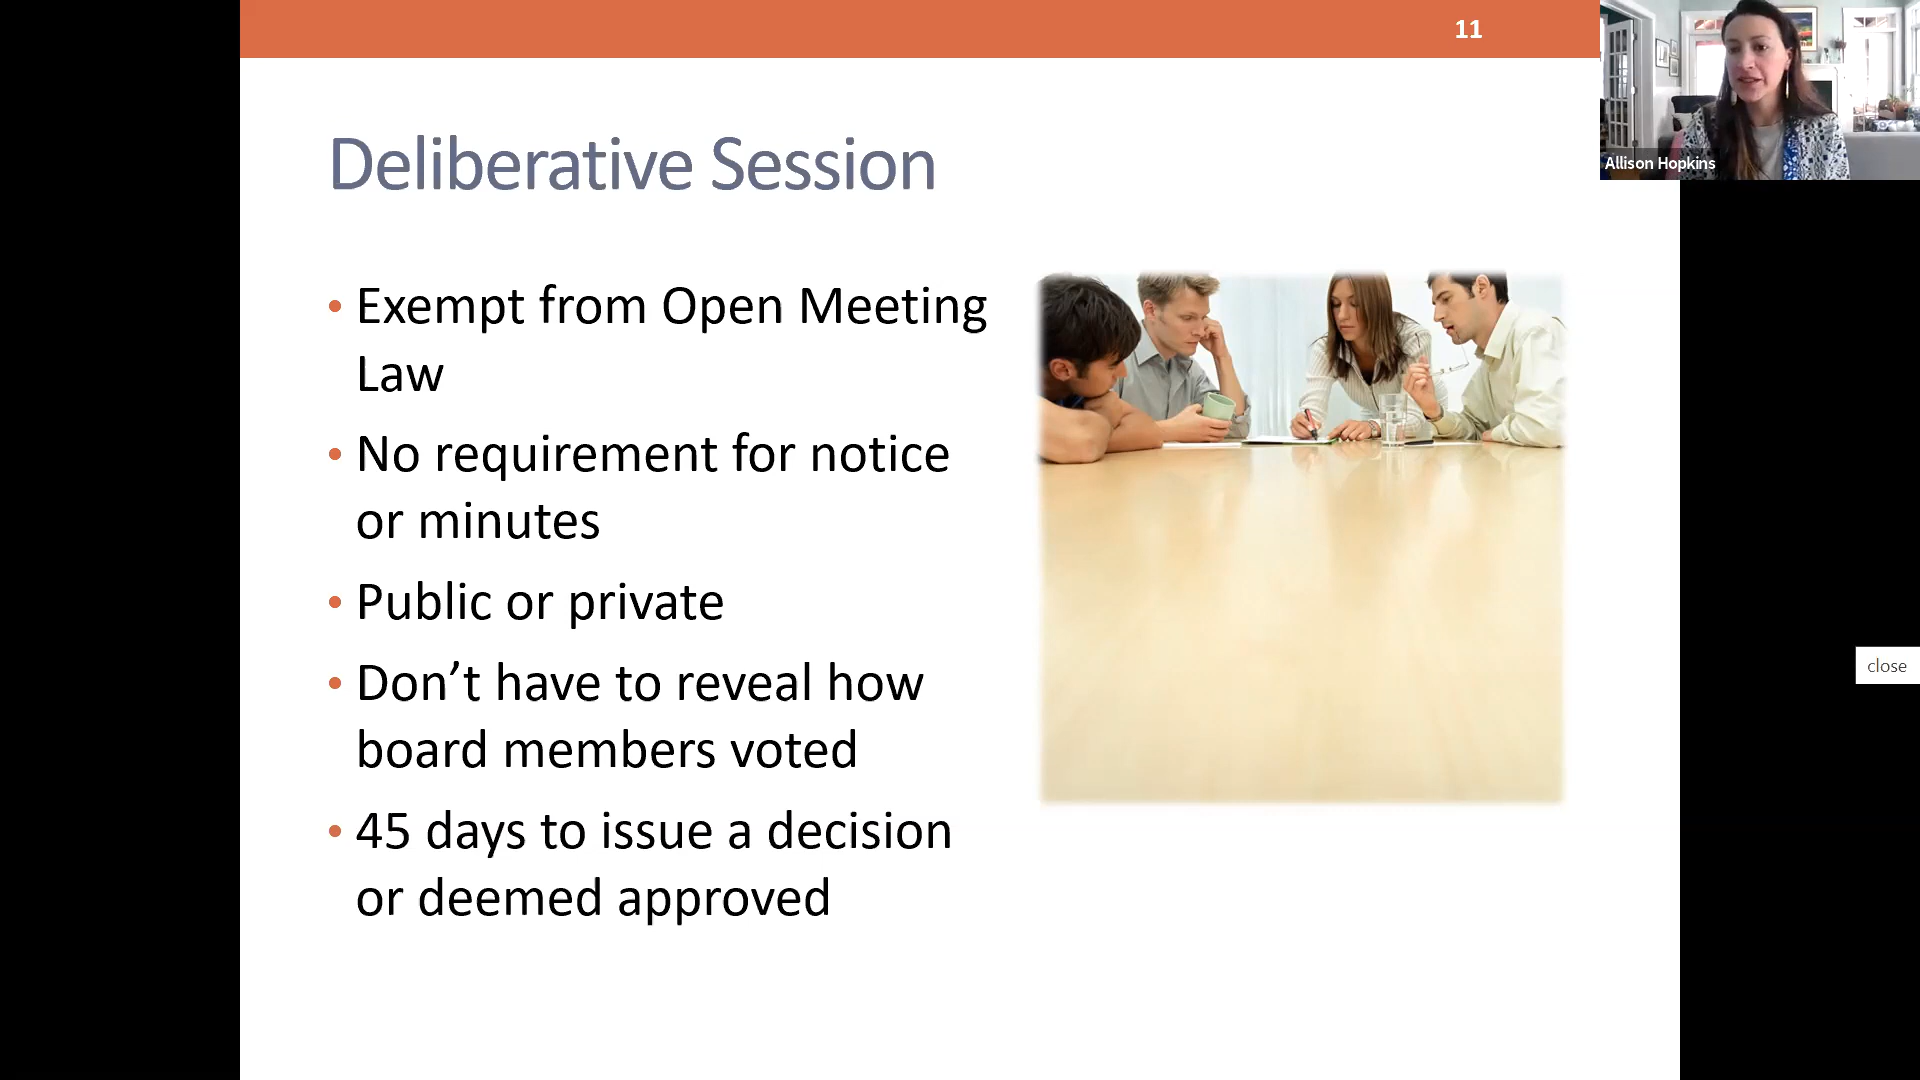 11
Allison Hopkins
Deliberative Session
• Exempt from Open Meeting
Law
• No requirement for notice
or minutes
• Public or private
• Don’t have to reveal how
board members voted
• 45 days to issue a decision
or deemed approved
close